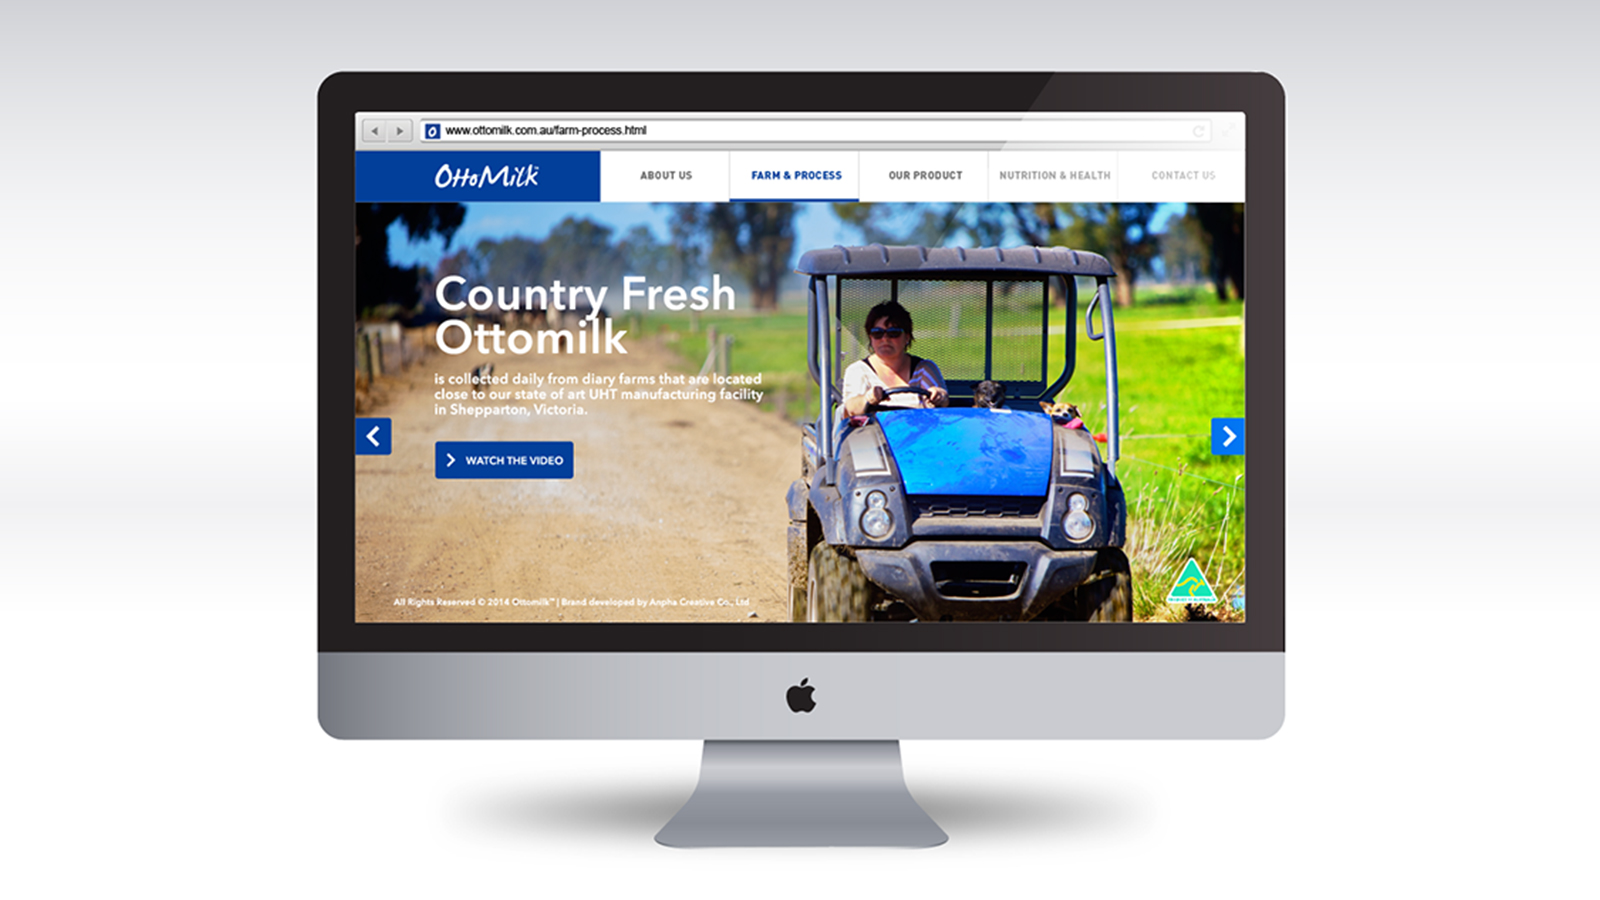 www.ottomilk.com.au/farm-process.html
OttoMilk™
ABOUT US
FARM & PROCESS
OUR PRODUCT
NUTRITION & HEALTH
CONTACT US
Country Fresh
Ottomilk
is collected daily from diary farms that are located
close to our state of art UHT manufacturing facility
in Shepparton, Victoria.
WATCH THE VIDEO
All Rights Reserved © 2014 Ottomilk™ | Brand developed by Anpha Creative Co., Ltd